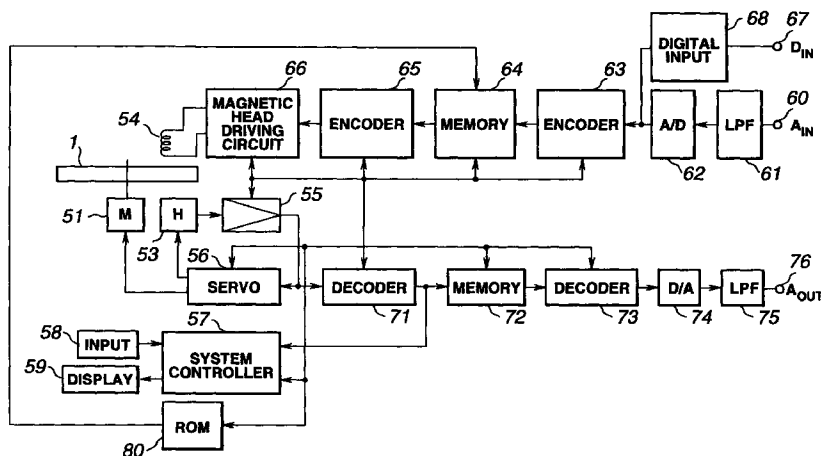 68
67
DIGITAL
INPUT
D_IN
66
65
64
63
60
54
MAGNETIC
HEAD
DRIVING
CIRCUIT
ENCODER
MEMORY
ENCODER
A/D
LPF
A_IN
62
61
1
55
51
M
H
53
56
SERVO
DECODER
71
MEMORY
72
DECODER
73
D/A
74
LPF
75
76
A_OUT
57
58
INPUT
SYSTEM
CONTROLLER
59
DISPLAY
ROM
80